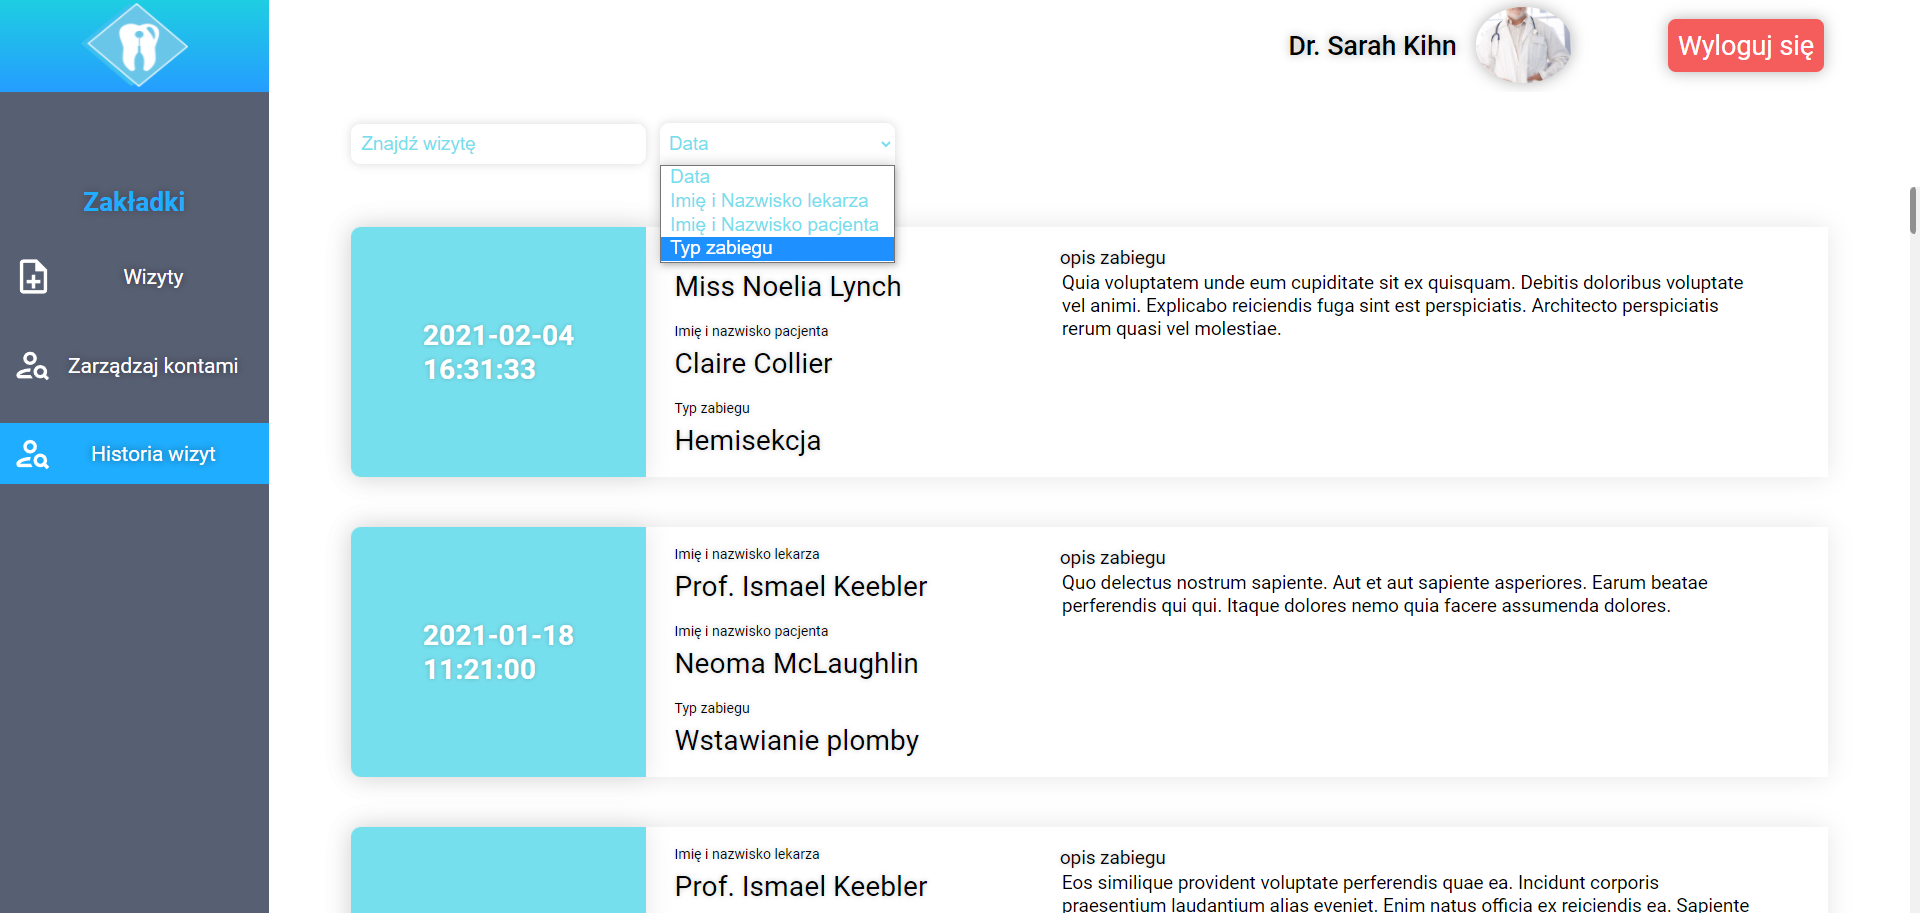 Dr. Sarah Kihn
Wyloguj się
Zakładki
Wizyty
Zarządzaj kontami
Historia wizyt
Znajdź wizytę
Data
Data
Imię i Nazwisko lekarza
Imię i Nazwisko pacjenta
Typ zabiegu
2021-02-04
16:31:33
Miss Noelia Lynch
Imię i nazwisko pacjenta
Claire Collier
Typ zabiegu
Hemisekcja
opis zabiegu
Quia voluptatem unde eum cupiditate sit ex quisquam. Debitis doloribus voluptate
vel animi. Explicabo reiciendis fuga sint est perspiciatis. Architecto perspiciatis
rerum quasi vel molestiae.
2021-01-18
11:21:00
Imię i nazwisko lekarza
Prof. Ismael Keebler
Imię i nazwisko pacjenta
Neoma McLaughlin
Typ zabiegu
Wstawianie plomby
opis zabiegu
Quo delectus nostrum sapiente. Aut et aut sapiente asperiores. Earum beatae
perferendis qui qui. Itaque dolores nemo quia facere assumenda dolores.
Imię i nazwisko lekarza
Prof. Ismael Keebler
opis zabiegu
Eos similique provident voluptate perferendis quae ea. Incidunt corporis
praesentium laudantium alias eveniet. Enim natus officia ex reiciendis ea. Sapiente